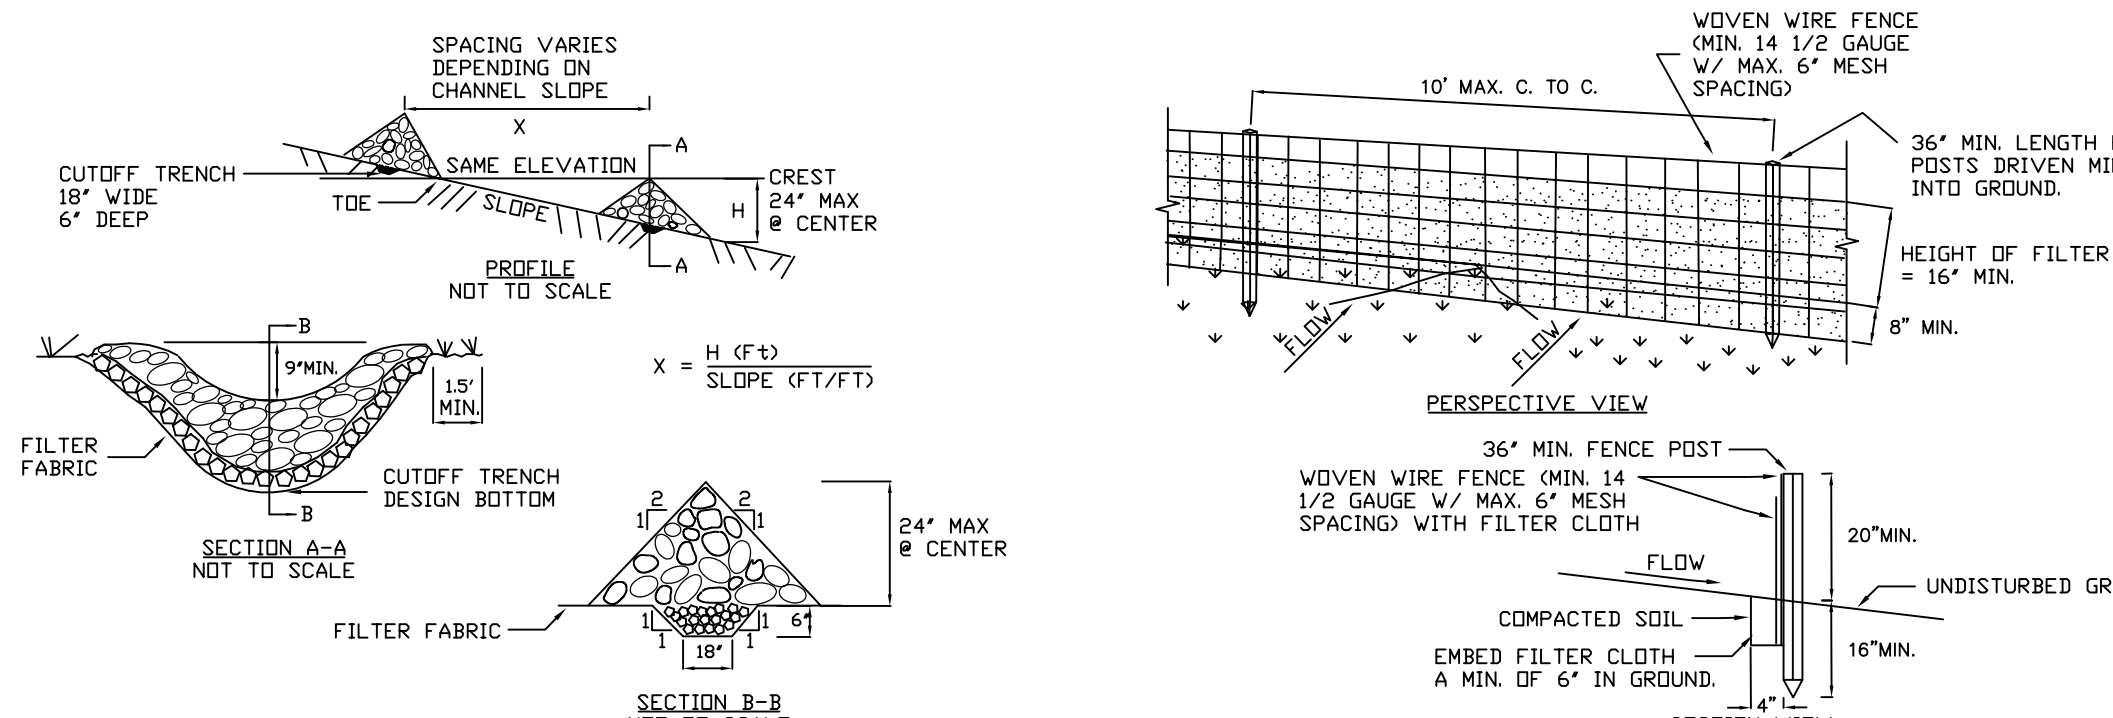 SPACING VARIES
DEPENDING ON
CHANNEL SLOPE
X
A
SAME ELEVATION
CUTOFF TRENCH
18" WIDE
6" DEEP
TOE
SLOPE
H
CREST
24" MAX
@ CENTER
A
PROFILE
NOT TO SCALE
B
9"MIN.
1.5'
MIN.
X = H (Ft)
SLOPE (FT/FT)
FILTER
FABRIC
CUTOFF TRENCH
DESIGN BOTTOM
B
SECTION A-A
NOT TO SCALE
2 2
1 1
24" MAX
@ CENTER
FILTER FABRIC
1 1
1 1
6"
18"
SECTION B-B
NOT TO SCALE
WOVEN WIRE FENCE
(MIN. 14 1/2 GAUGE
W/ MAX. 6" MESH
SPACING)
10' MAX. C. TO C.
36" MIN. LENGTH
POSTS DRIVEN
INTO GROUND.
HEIGHT OF FILTER
= 16" MIN.
8" MIN.
FLOW
FLOW
PERSPECTIVE VIEW
36" MIN. FENCE POST
WOVEN WIRE FENCE (MIN. 14
1/2 GAUGE W/ MAX. 6" MESH
SPACING) WITH FILTER CLOTH
20"MIN.
FLOW
UNDISTURBED GR
COMPACTED SOIL
16"MIN.
EMBED FILTER CLOTH
A MIN. OF 6" IN GROUND.
4"
SECTION VIEW